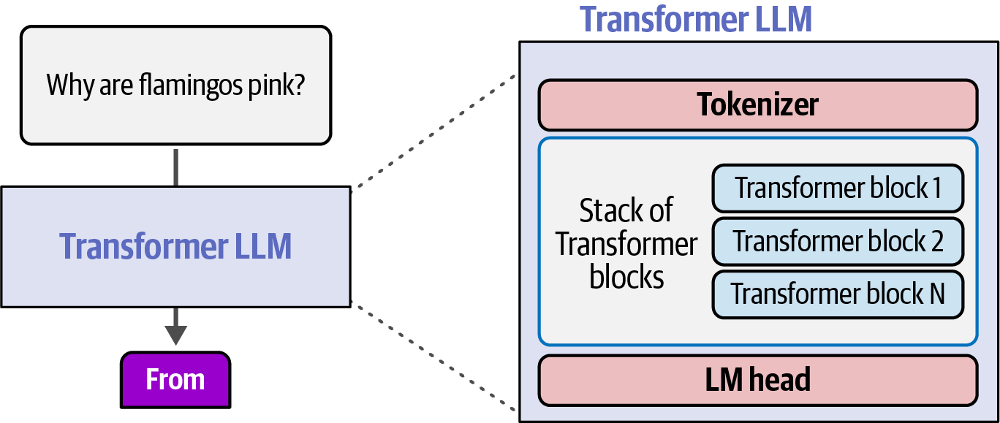 Why are flamingos pink?
Transformer LLM
From
Transformer LLM
Tokenizer
Stack of
Transformer
blocks
Transformer block 1
Transformer block 2
Transformer block N
LM head